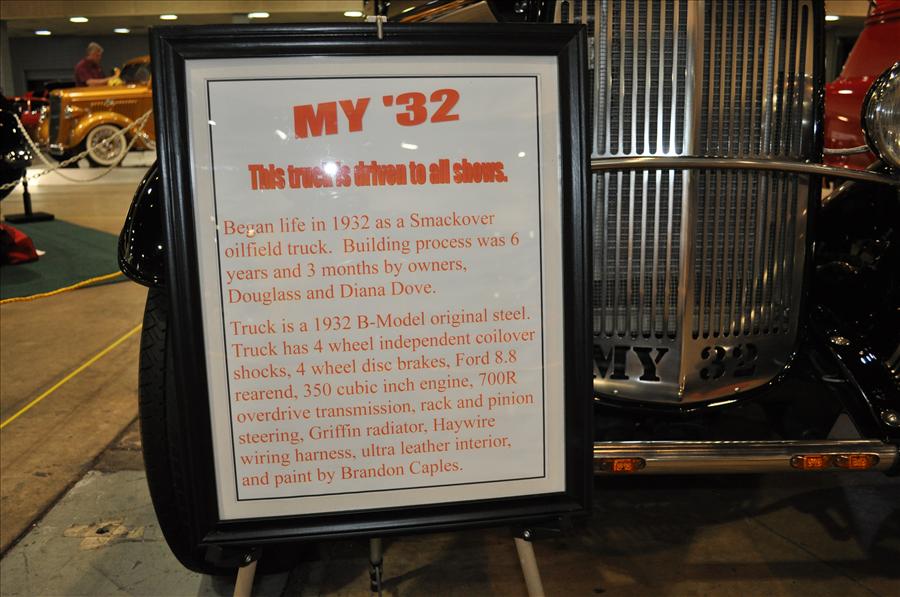 MY '32
This truck is driven to all shows.
Began life in 1932 as a Smackover
oilfield truck. Building process was 6
years and 3 months by owners,
Douglass and Diana Dove.
Truck is a 1932 B-Model original steel.
Truck has 4 wheel independent coilover
shocks, 4 wheel disc brakes, Ford 8.8
rearend, 350 cubic inch engine, 700R
overdrive transmission, rack and pinion
steering, Griffin radiator, Haywire
wiring harness, ultra leather interior,
and paint by Brandon Caples.
MY 32